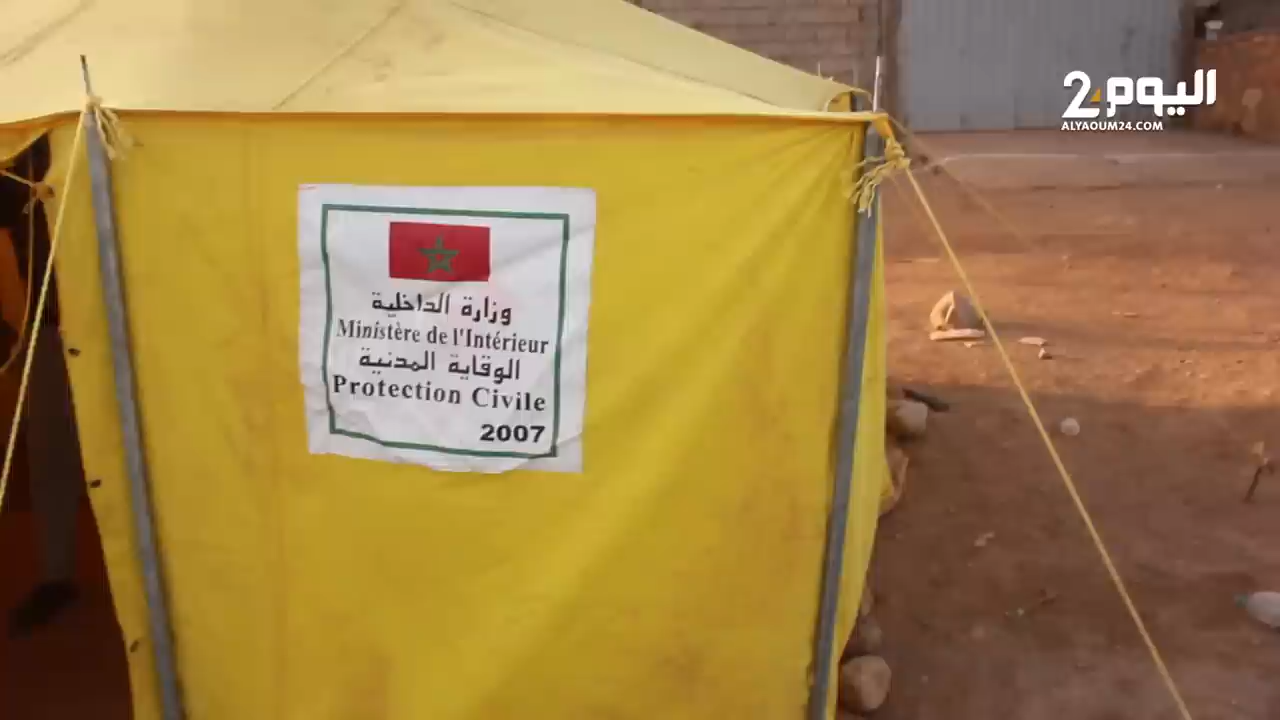 اليوم 24
ALYAOUM24.COM
وزارة الداخلية
Ministère de l'Intérieur
الوقاية المدنية
Protection Civile
2007